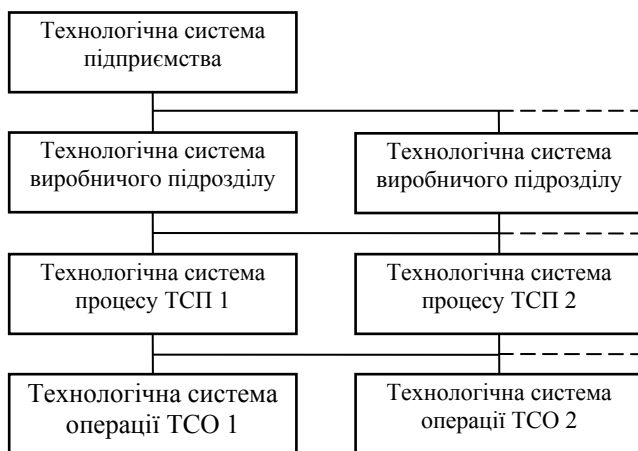 Технологічна система
підприємства
Технологічна система
виробничого підрозділу
Технологічна система
виробничого підрозділу
Технологічна система
процесу ТСП 1
Технологічна система
процесу ТСП 2
Технологічна система
операції ТСО 1
Технологічна система
операції ТСО 2